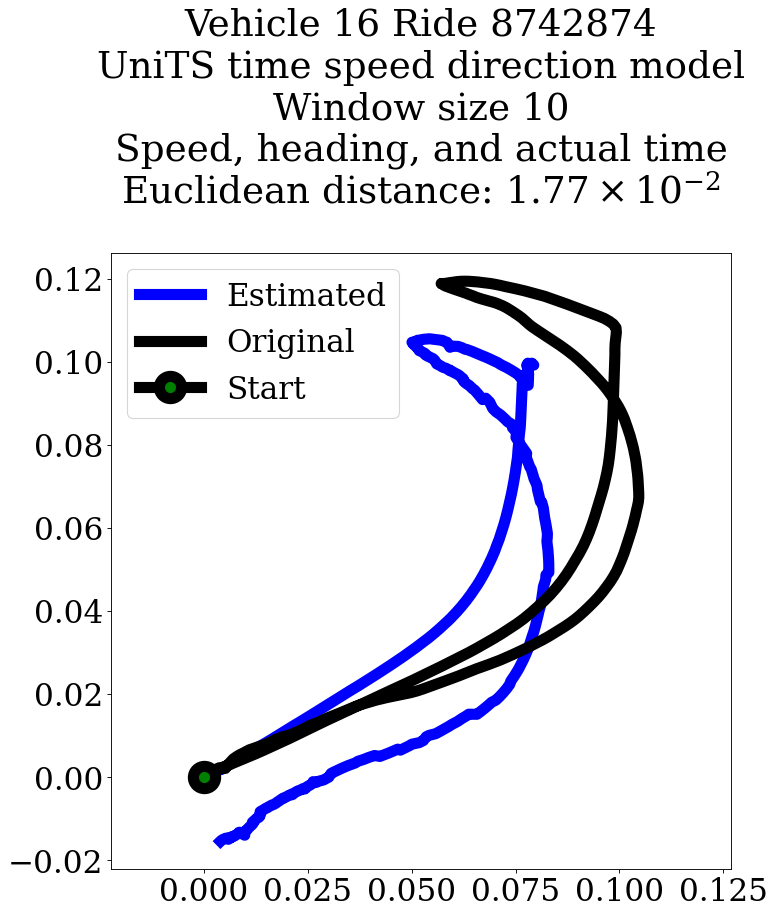 Vehicle 16 Ride 8742874
UniTS time speed direction model
Window size 10
Speed, heading, and actual time
Euclidean distance: 1.77 × 10⁻²
Estimated
Original
Start
0.12
0.10
0.08
0.06
0.04
0.02
0.00
−0.02
0.000 0.025 0.050 0.075 0.100 0.125